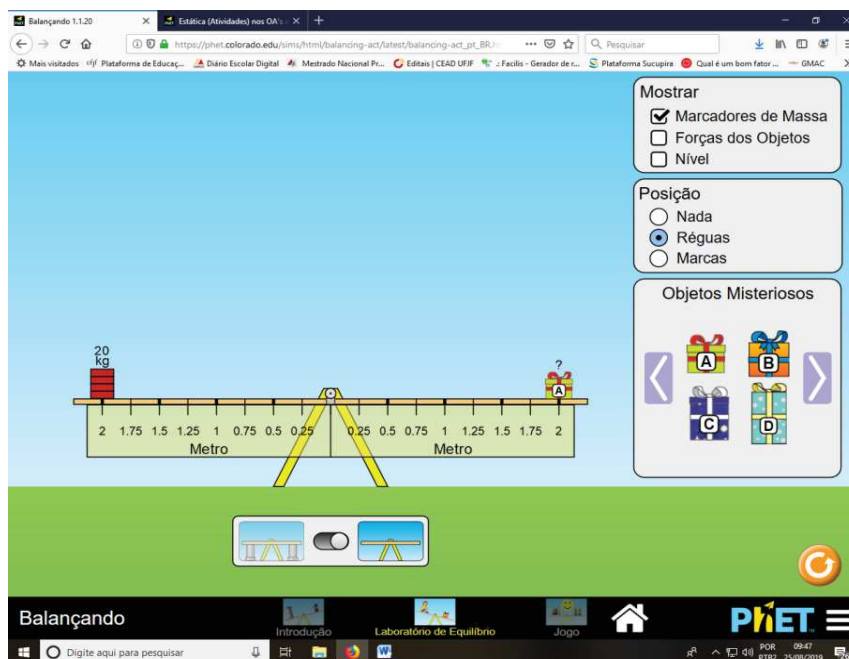 Balançando 1.1.20
Estática (Atividades) nos OA's
https://phet.colorado.edu/sims/html/balancing-act/latest/balancing-act_pt_BR.h
Pesquisar
Mais visitados
Plataforma de Educaç...
Diário Escolar Digital
Mestrado Nacional Pr...
Editais | CEAD UFJF
.: Facilis - Gerador de r...
Plataforma Sucupira
Qual é um bom fator ...
GMAC
Mostrar
Marcadores de Massa
Forças dos Objetos
Nível
Posição
Nada
Réguas
Marcas
Objetos Misteriosos
A
B
C
D
20
kg
?
A
2 1.75 1.5 1.25 1 0.75 0.5 0.25 0.25 0.5 0.75 1 1.25 1.5 1.75 2
Metro Metro
Balançando
Introdução
Laboratório de Equilíbrio
Jogo
PhET
Digite aqui para pesquisar
W
POR
PTB2
09:47
25/08/2019